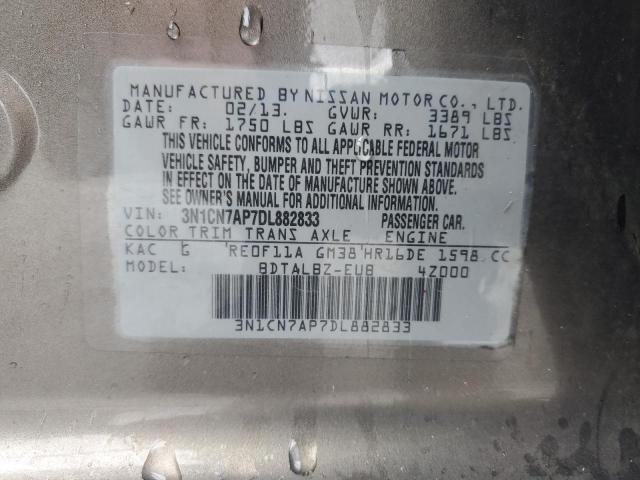 MANUFACTURED BY NISSAN MOTOR CO., LTD.
DATE: 02/13. GVWR: 3389 LBS
GAWR FR: 1750 LBS GAWR RR: 1671 LBS
THIS VEHICLE CONFORMS TO ALL APPLICABLE FEDERAL MOTOR
VEHICLE SAFETY, BUMPER AND THEFT PREVENTION STANDARDS
IN EFFECT ON THE DATE OF MANUFACTURE SHOWN ABOVE.
SEE OWNER'S MANUAL FOR ADDITIONAL INFORMATION.
VIN: 3N1CN7AP7DL882833 PASSENGER CAR.
COLOR TRIM TRANS AXLE ENGINE
KAC G RE0F11A GM38 HR16DE 1598 CC
MODEL: BDTALBZ-EUB 4Z000
3N1CN7AP7DL882833